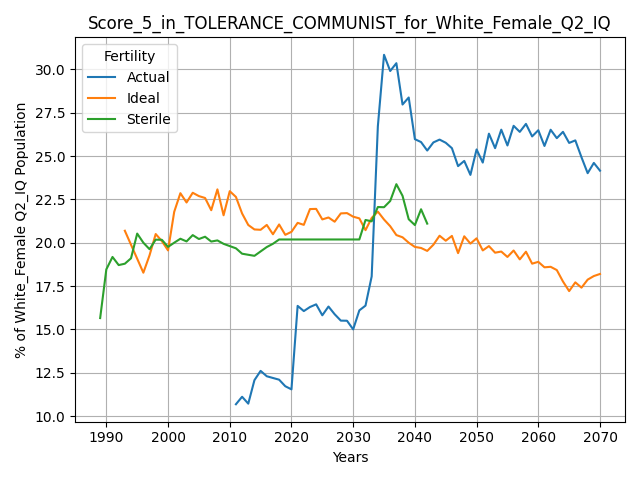 Score_5_in_TOLERANCE_COMMUNIST_for_White_Female_Q2_IQ
Fertility
Actual
Ideal
Sterile
% of White_Female Q2_IQ Population
30.0
27.5
25.0
22.5
20.0
17.5
15.0
12.5
10.0
1990 2000 2010 2020 2030 2040 2050 2060 2070
Years